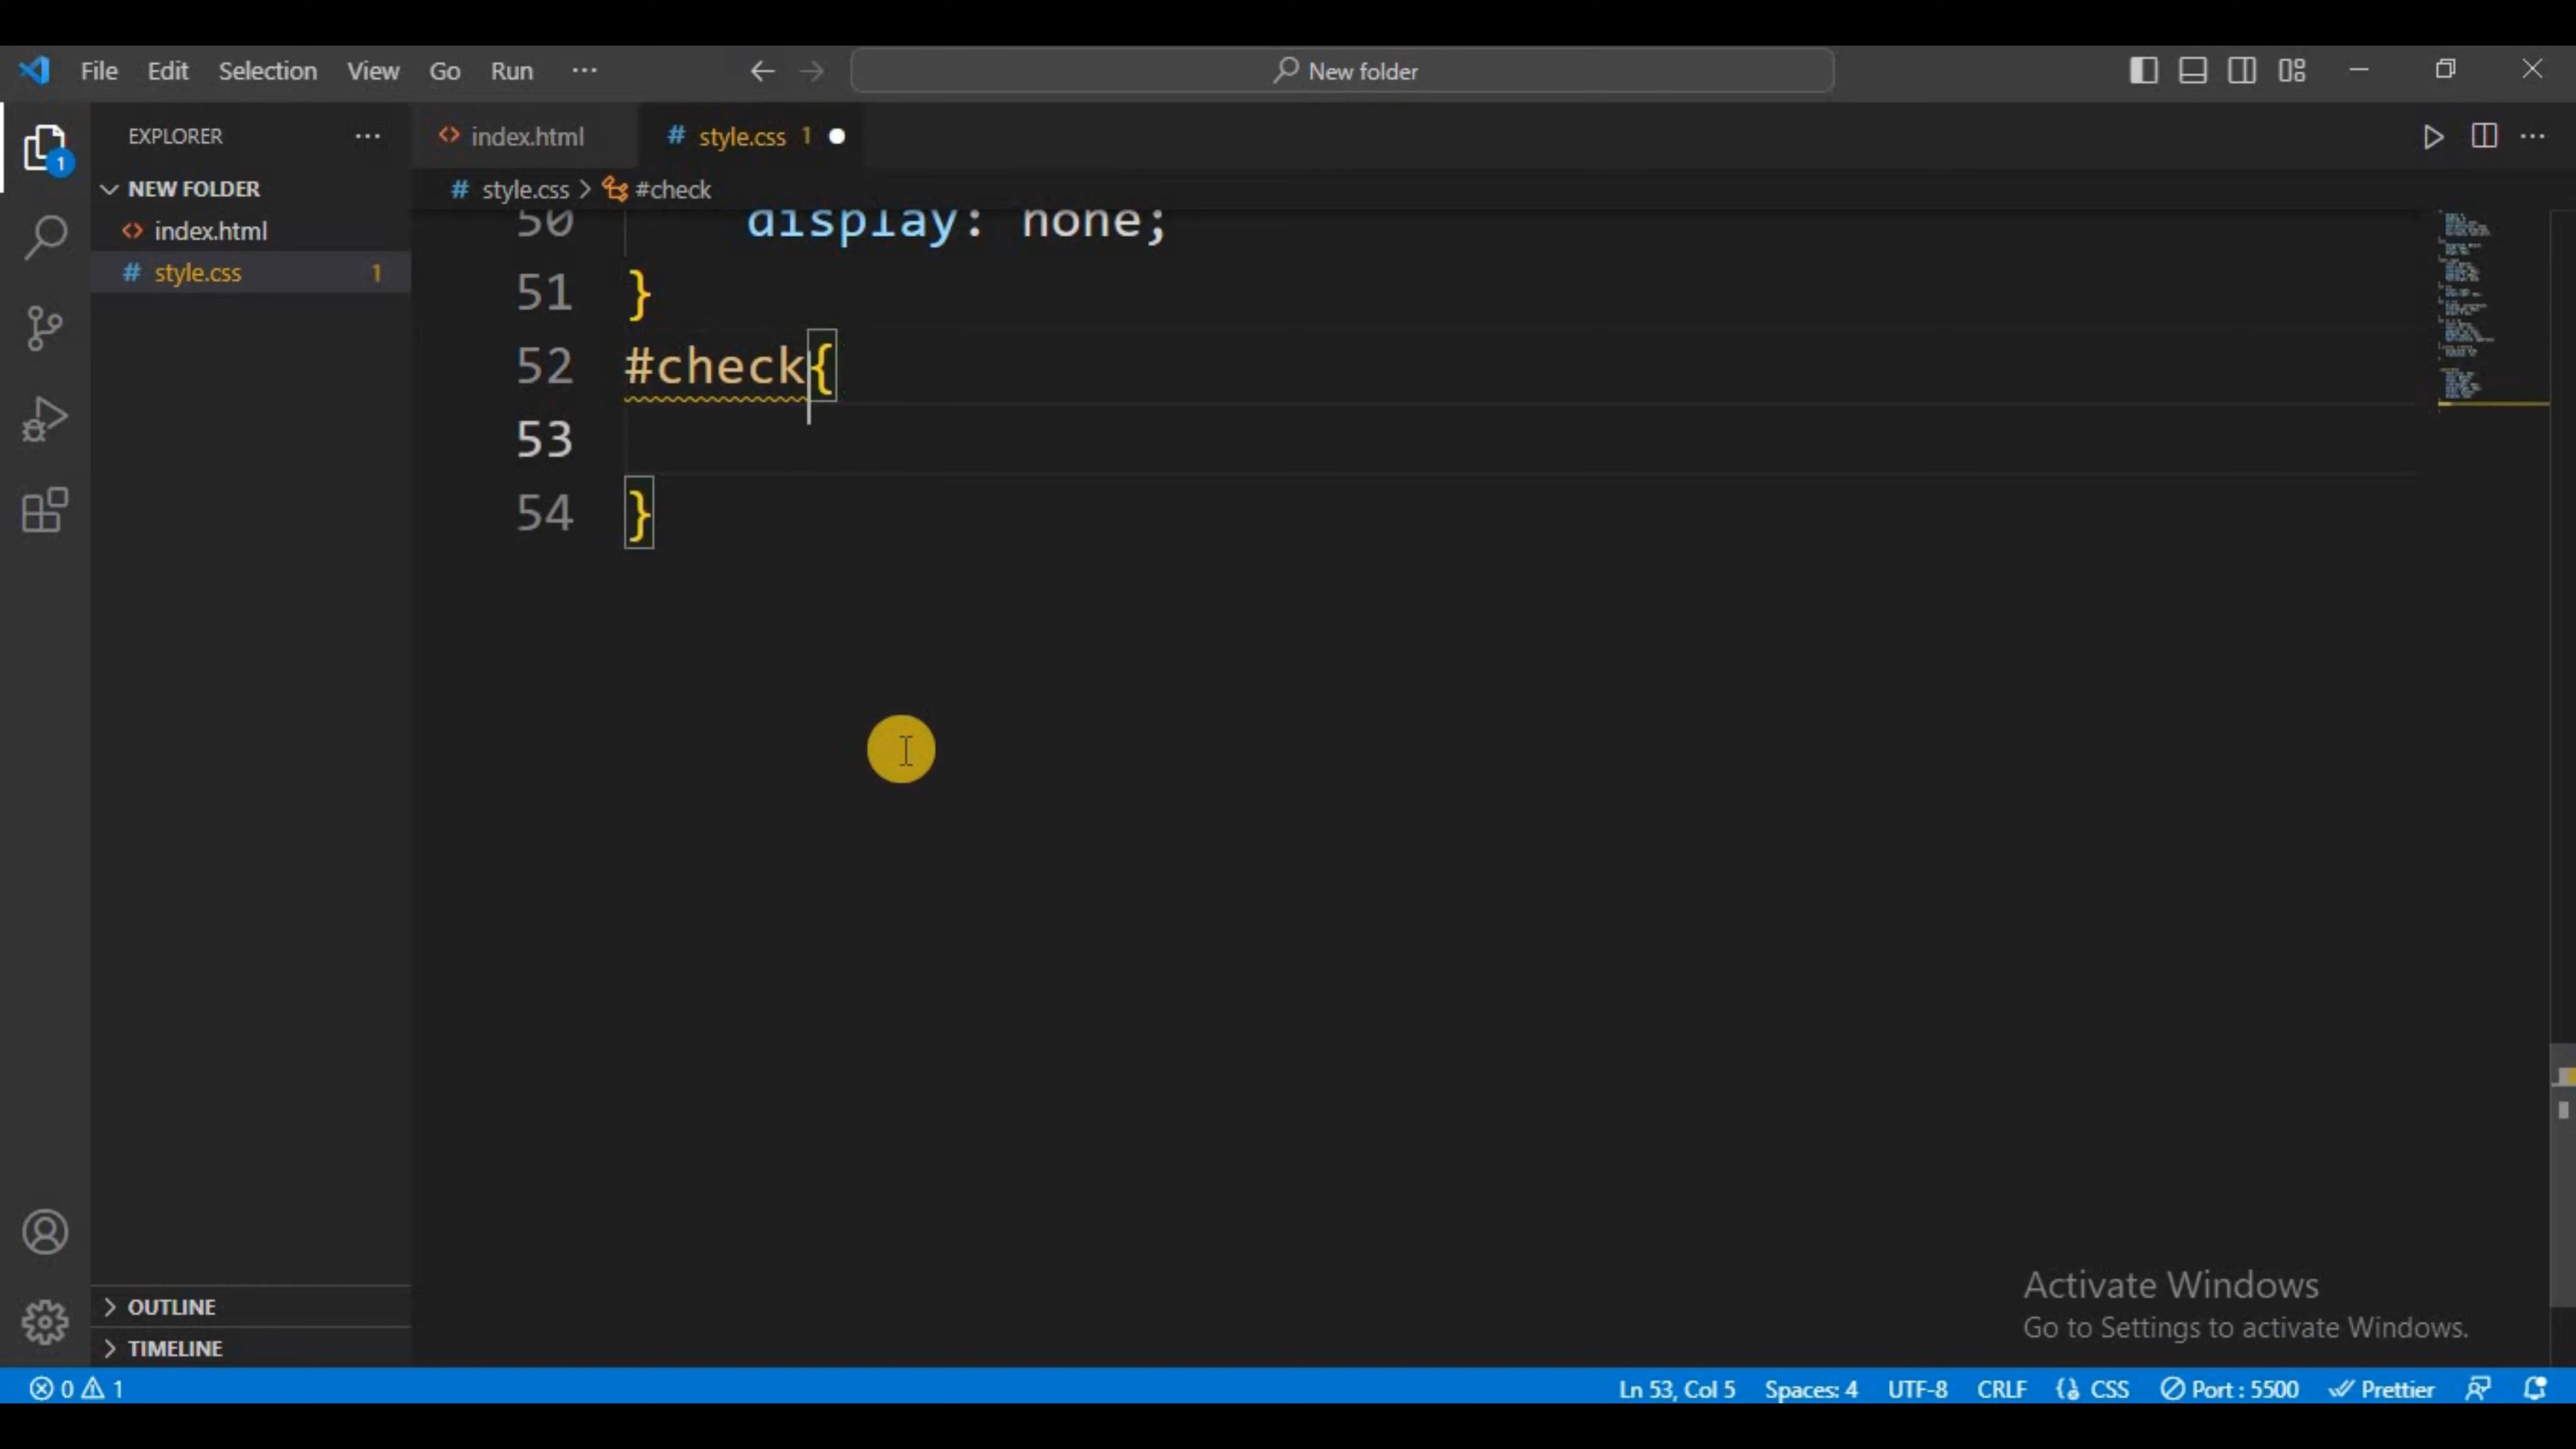 File Edit Selection View Go Run ··· New folder
EXPLORER ···
index.html
# style.css 1
NEW FOLDER
# style.css > #check
index.html
# style.css 1
50 display: none;
51 }
52 #check{
53
54 }
1
OUTLINE
TIMELINE
Activate Windows
Go to Settings to activate Windows.
0 1 Ln 53, Col 5 Spaces: 4 UTF-8 CRLF CSS Port : 5500 Prettier